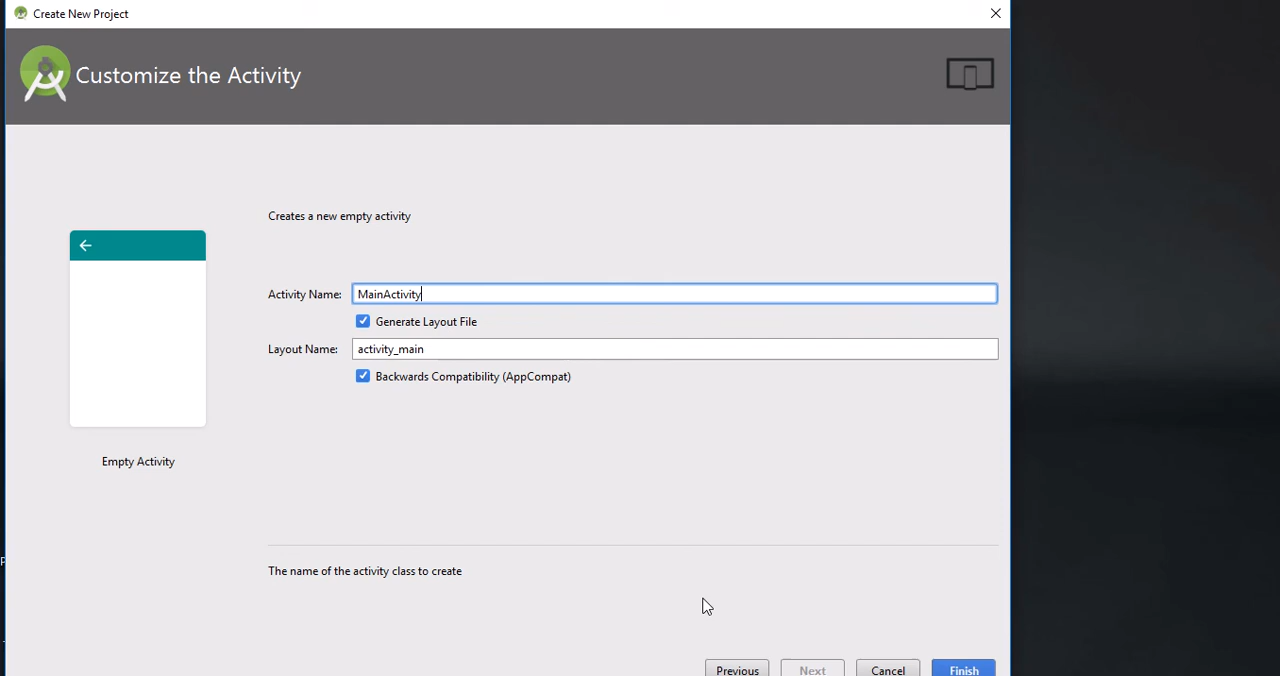 Create New Project
Customize the Activity
Creates a new empty activity
Activity Name: MainActivity
Generate Layout File
Layout Name: activity_main
Backwards Compatibility (AppCompat)
Empty Activity
The name of the activity class to create
Previous Next Cancel Finish